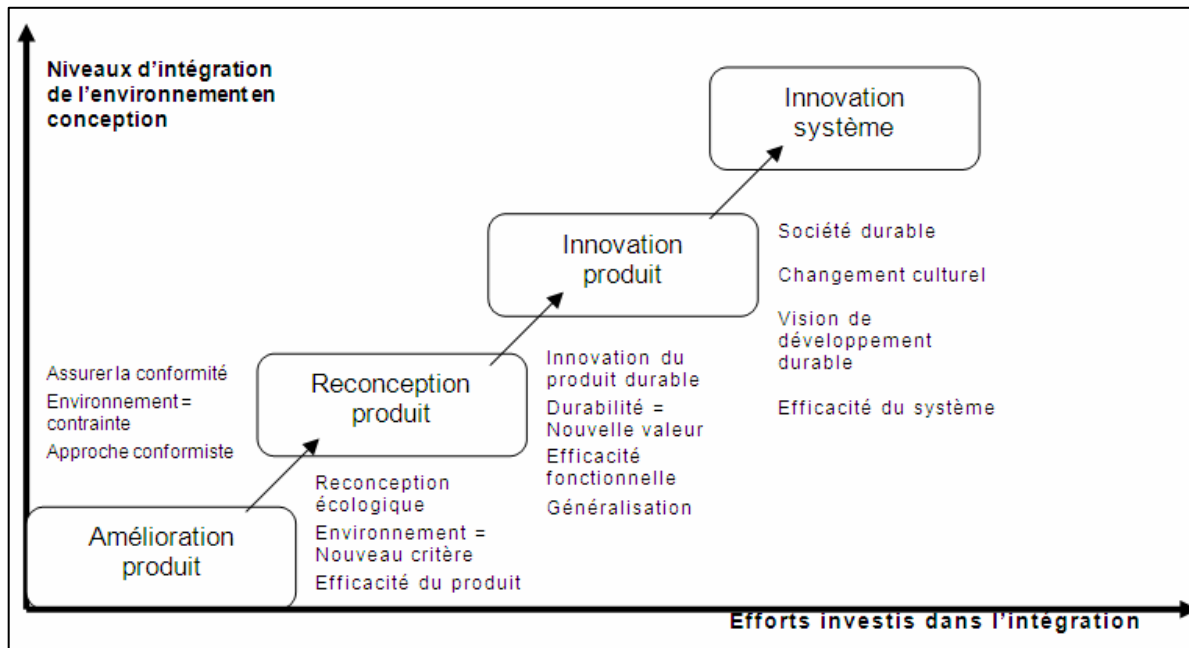 Niveaux d'intégration
de l'environnement en
conception
Innovation
système
Innovation
produit
Société durable
Changement culturel
Vision de
développement
durable
Efficacité du système
Reconception
produit
Assurer la conformité
Environnement =
contrainte
Approche conformiste
Innovation du
produit durable
Durabilité =
Nouvelle valeur
Efficacité
fonctionnelle
Généralisation
Amélioration
produit
Reconception
écologique
Environnement =
Nouveau critère
Efficacité du produit
Efforts investis dans l'intégration